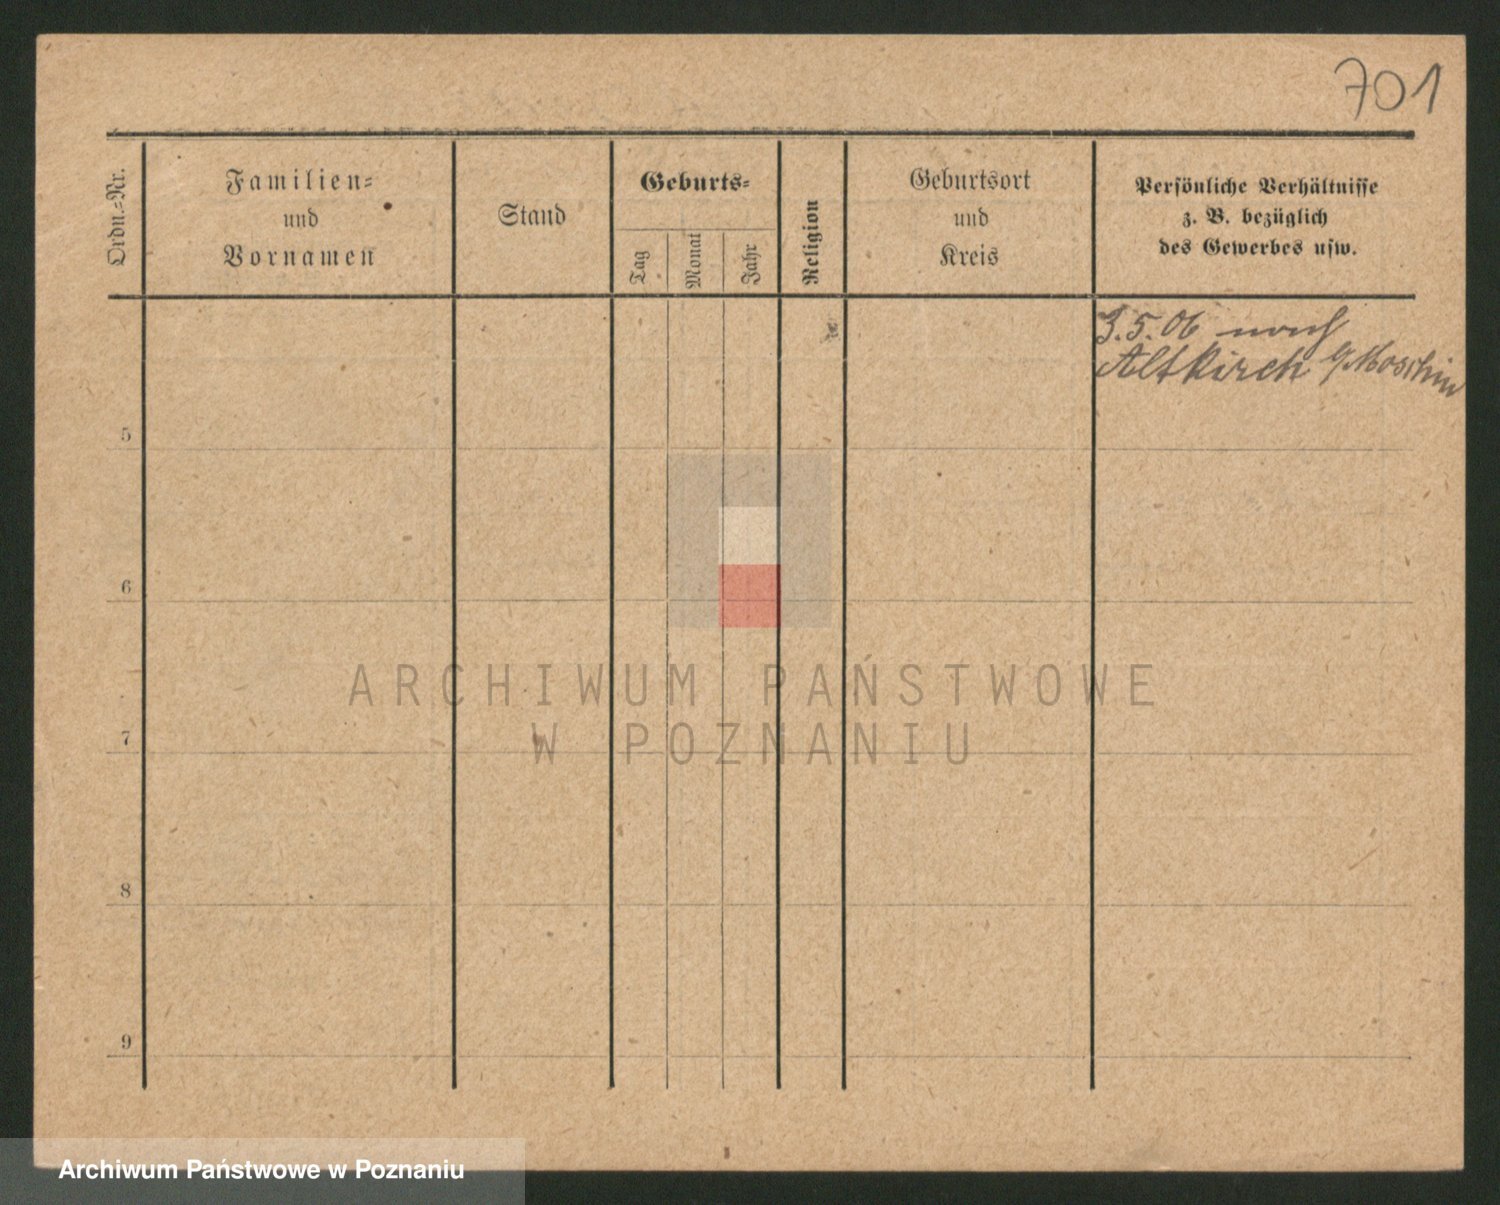 701
Ordn.-Nr.
Familien-
und
Vornamen
Stand
Geburts-
Tag
Monat
Jahr
Religion
Geburtsort
und
Kreis
Persönliche Verhältnisse
z. B. bezüglich
des Gewerbes usw.
3.5.06 nach
Altkirch
5
6
7
8
9
ARCHIWUM PAŃSTWOWE
W POZNANIU
Archiwum Państwowe w Poznaniu